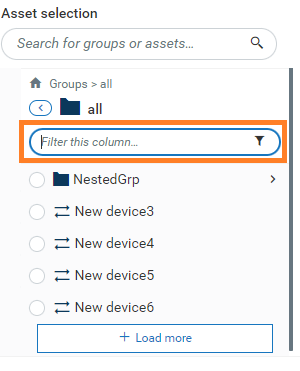 Asset selection
Search for groups or assets...
Groups > all
all
Filter this column...
NestedGrp
New device3
New device4
New device5
New device6
+ Load more